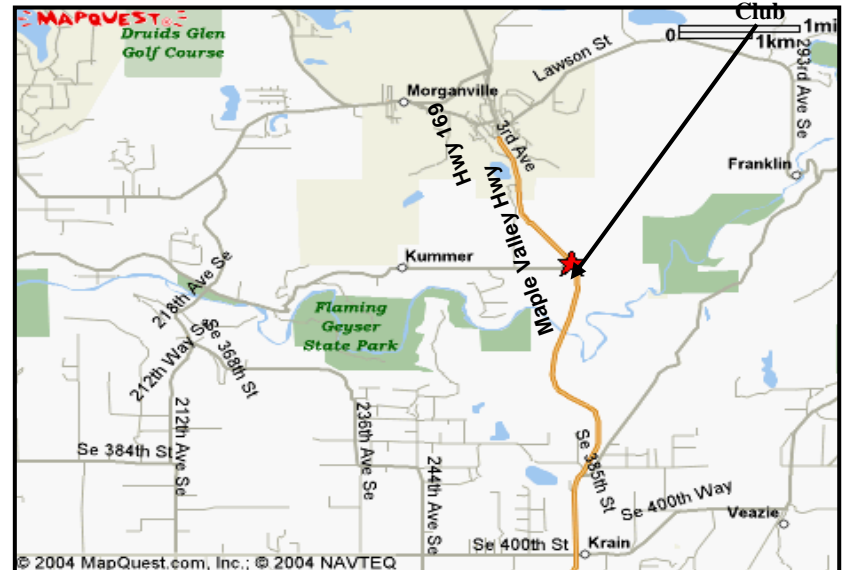 MAPQUEST
Club
0
1mi
1km
Druids Glen
Golf Course
Lawson St
293rd Ave Se
Morganville
Hwy 169
3rd Ave
Franklin
Maple Valley Hwy
Kummer
218th Ave Se
Flaming
Geyser
State Park
212th Way Se
Se 368th St
212th Ave Se
236th Ave Se
Se 384th St
Se 385th St
244th Ave Se
Se 400th Way
Veazie
Se 400th St
Krain
© 2004 MapQuest.com, Inc.; © 2004 NAVTEQ